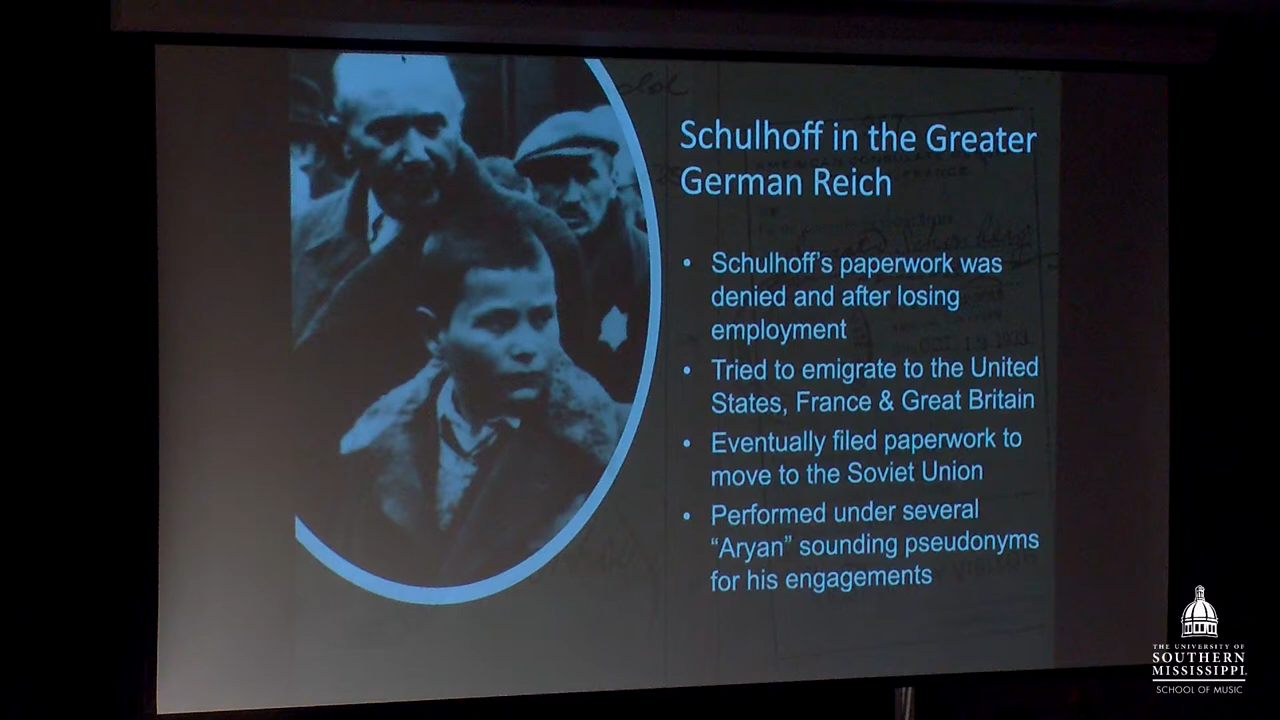 Schulhoff in the Greater
German Reich
• Schulhoff's paperwork was
denied and after losing
employment
• Tried to emigrate to the United
States, France & Great Britain
• Eventually filed paperwork to
move to the Soviet Union
• Performed under several
“Aryan” sounding pseudonyms
for his engagements
THE UNIVERSITY OF
SOUTHERN
MISSISSIPPI
SCHOOL OF MUSIC